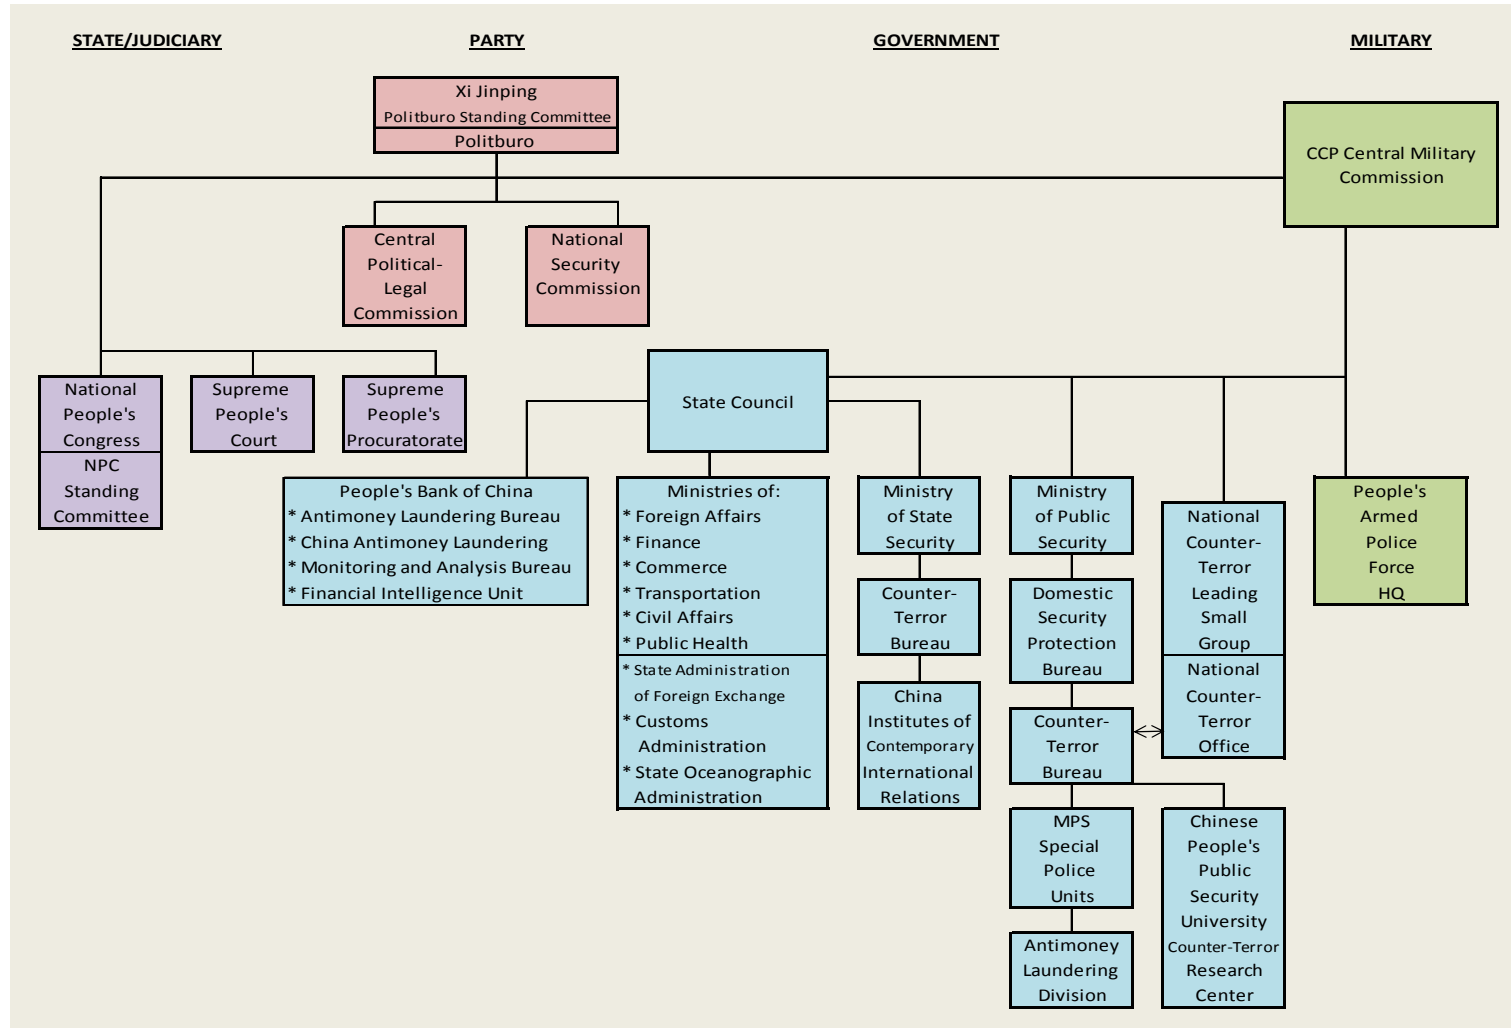 STATE/JUDICIARY
PARTY
GOVERNMENT
MILITARY
Xi Jinping
Politburo Standing Committee
Politburo
CCP Central Military
Commission
Central
Political-
Legal
Commission
National
Security
Commission
National
People's
Congress
NPC
Standing
Committee
Supreme
People's
Court
Supreme
People's
Procuratorate
State Council
People's Bank of China
* Antimoney Laundering Bureau
* China Antimoney Laundering
* Monitoring and Analysis Bureau
* Financial Intelligence Unit
Ministries of:
* Foreign Affairs
* Finance
* Commerce
* Transportation
* Civil Affairs
* Public Health
* State Administration
of Foreign Exchange
* Customs
Administration
* State Oceanographic
Administration
Ministry
of State
Security
Counter-
Terror
Bureau
China
Institutes of
Contemporary
International
Relations
Ministry
of Public
Security
Domestic
Security
Protection
Bureau
Counter-
Terror
Bureau
MPS
Special
Police
Units
Antimoney
Laundering
Division
National
Counter-
Terror
Leading
Small
Group
National
Counter-
Terror
Office
Chinese
People's
Public
Security
University
Counter-Terror
Research
Center
People's
Armed
Police
Force
HQ